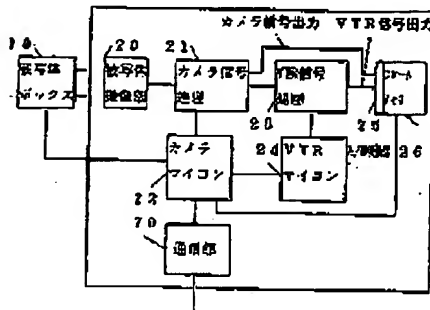 カメラ信号出力 VTR信号出力
19
被写体
ボックス
20
被写体
撮像部
21
カメラ信号
処理
VTR信号
処理
23
25
カメラ
マイコン
22
24
VTR
マイコン
26
70
通信部